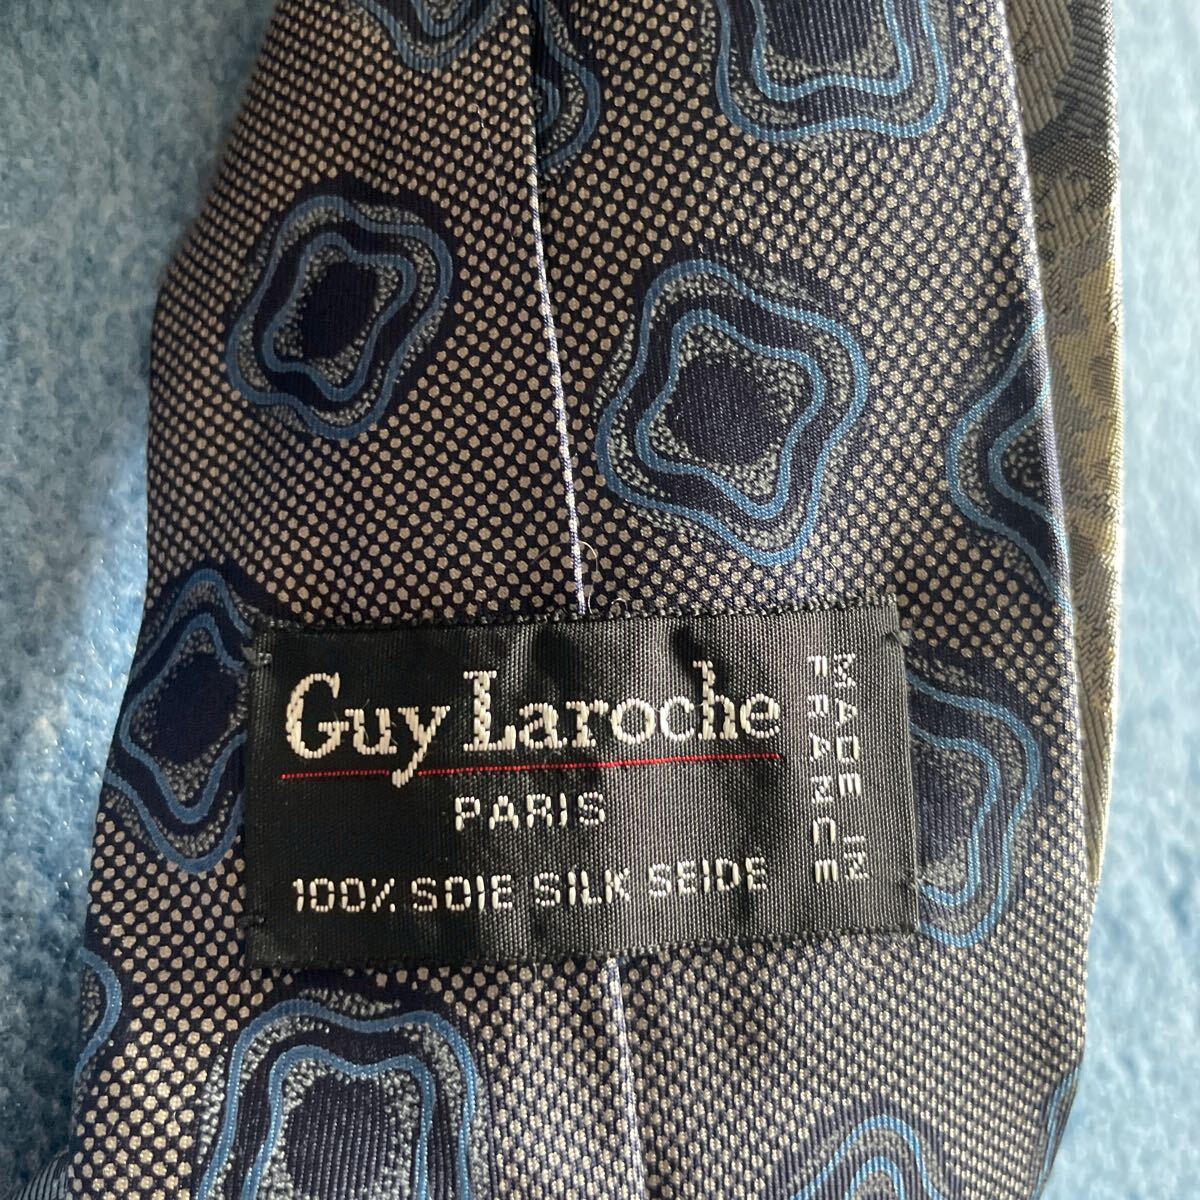 Guy Laroche
PARIS
100% SOIE SILK SEIDE
MADE IN
FRANCE